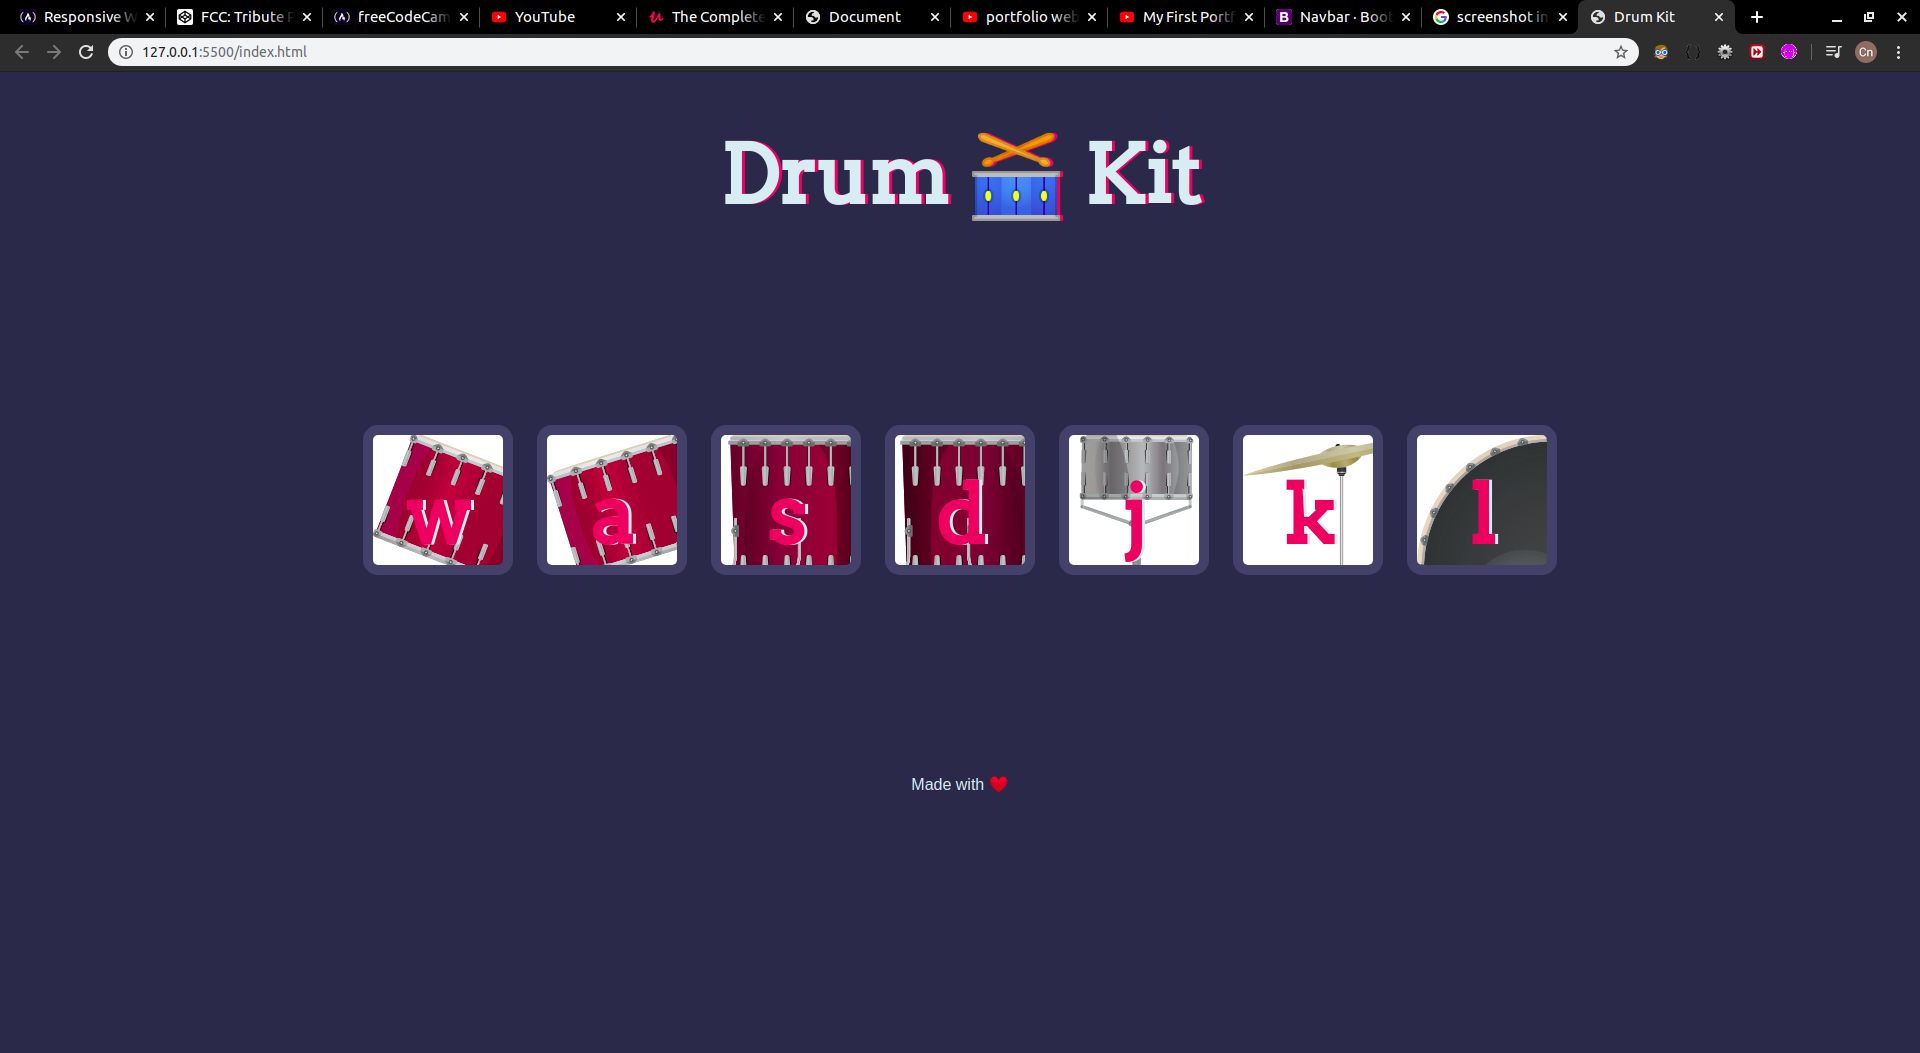 Responsive W
FCC: Tribute P
freeCodeCam
YouTube
The Complete
Document
portfolio web
My First Portf
Navbar · Boot
screenshot in
Drum Kit
127.0.0.1:5500/index.html
Cn
Drum Kit
w a s d j k l
Made with ❤